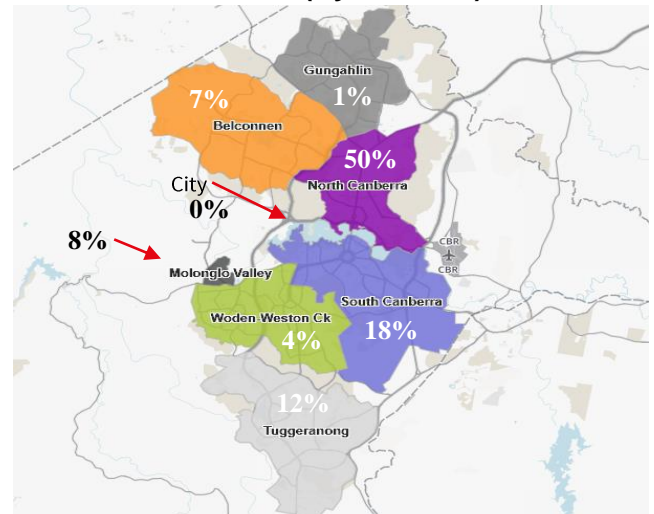 Gungahlin
1%
7%
Belconnen
50%
North Canberra
City
0%
8%
CBR
CBR
Molonglo Valley
South Canberra
18%
Woden Weston Ck
4%
12%
Tuggeranong